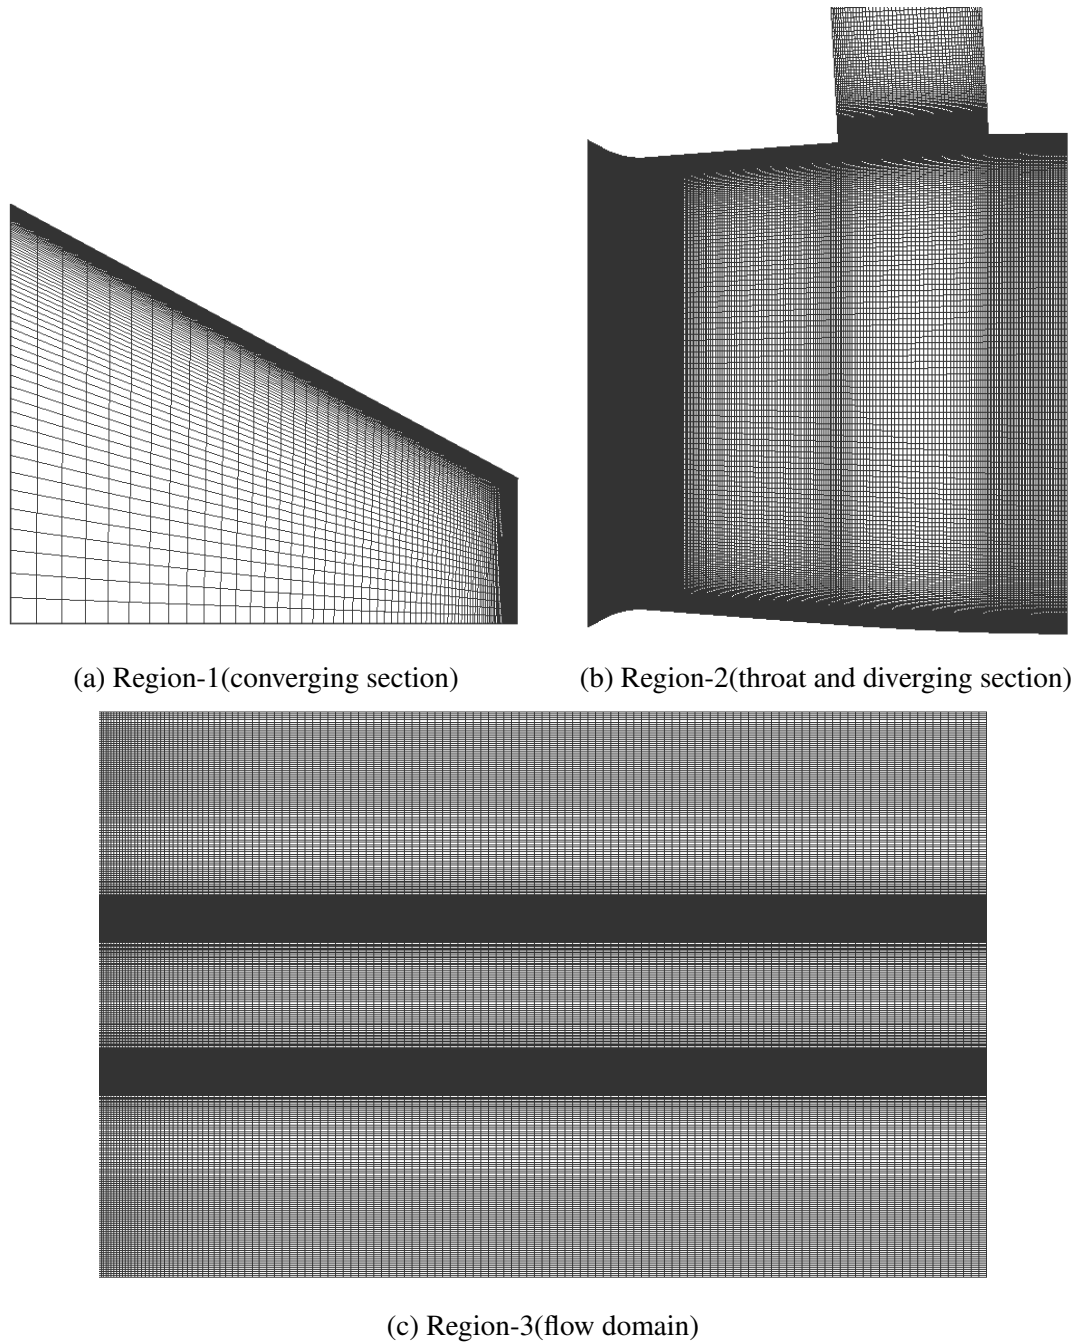 (a) Region-1(converging section)
(b) Region-2(throat and diverging section)
(c) Region-3(flow domain)